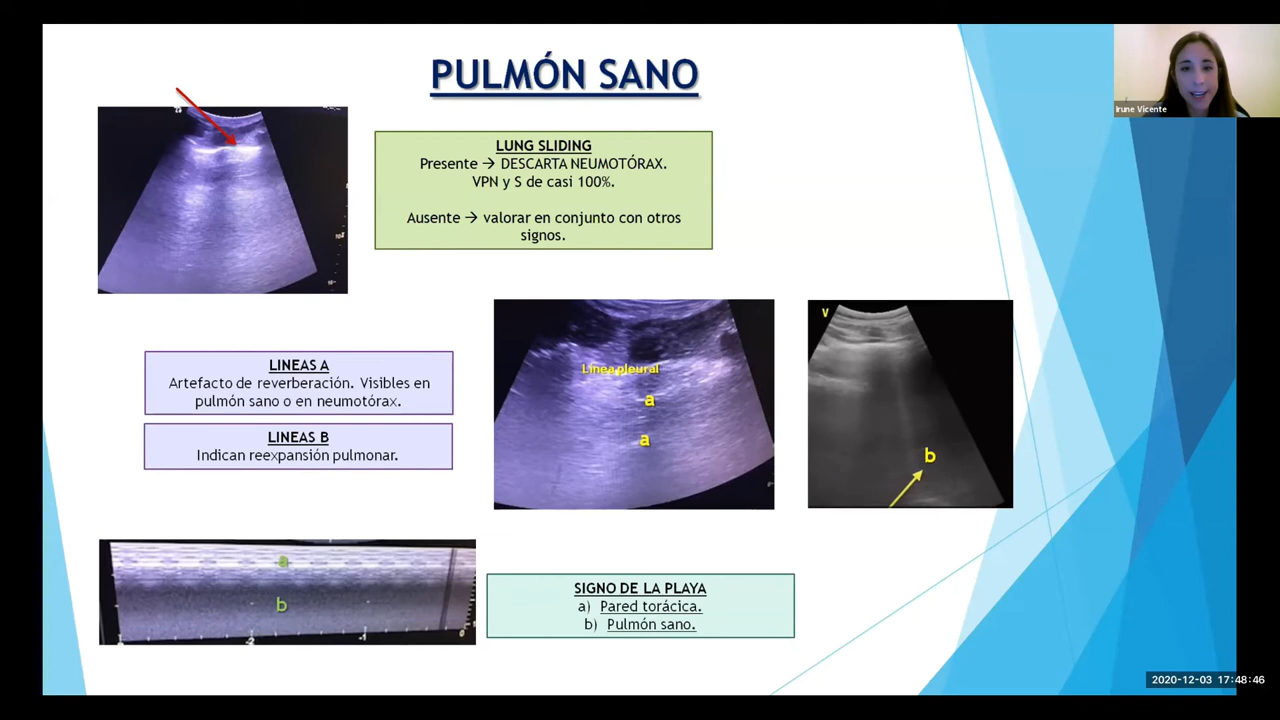 PULMÓN SANO
Irune Vicente
LUNG SLIDING
Presente → DESCARTA NEUMOTÓRAX.
VPN y S de casi 100%.
Ausente → valorar en conjunto con otros
signos.
V
Línea pleural
a
a
b
LINEAS A
Artefacto de reverberación. Visibles en
pulmón sano o en neumotórax.
LINEAS B
Indican reexpansión pulmonar.
a
b
SIGNO DE LA PLAYA
a) Pared torácica.
b) Pulmón sano.
2020-12-03 17:48:46